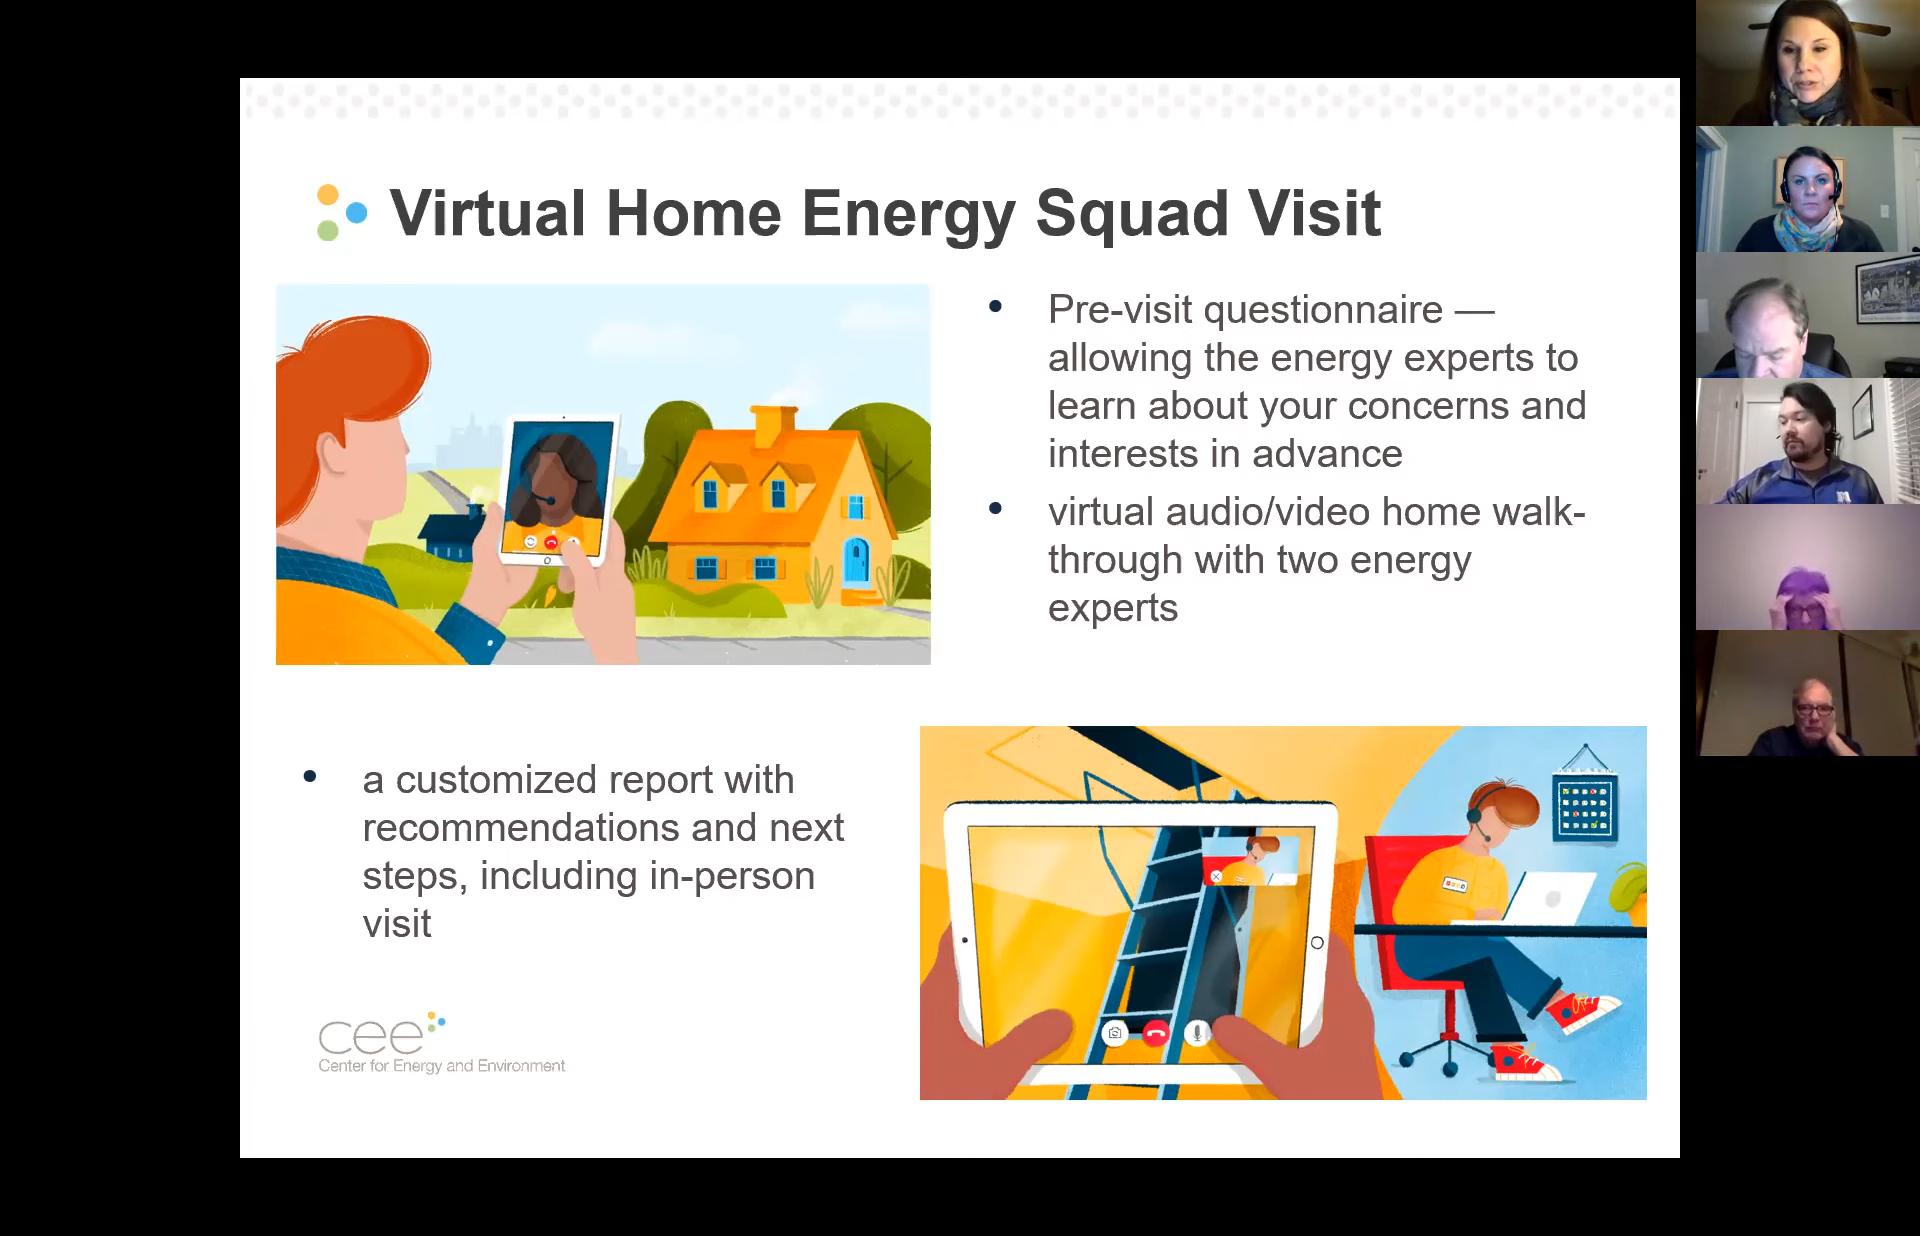 Virtual Home Energy Squad Visit
• Pre-visit questionnaire —
allowing the energy experts to
learn about your concerns and
interests in advance
• virtual audio/video home walk-
through with two energy
experts
• a customized report with
recommendations and next
steps, including in-person
visit
cee
Center for Energy and Environment